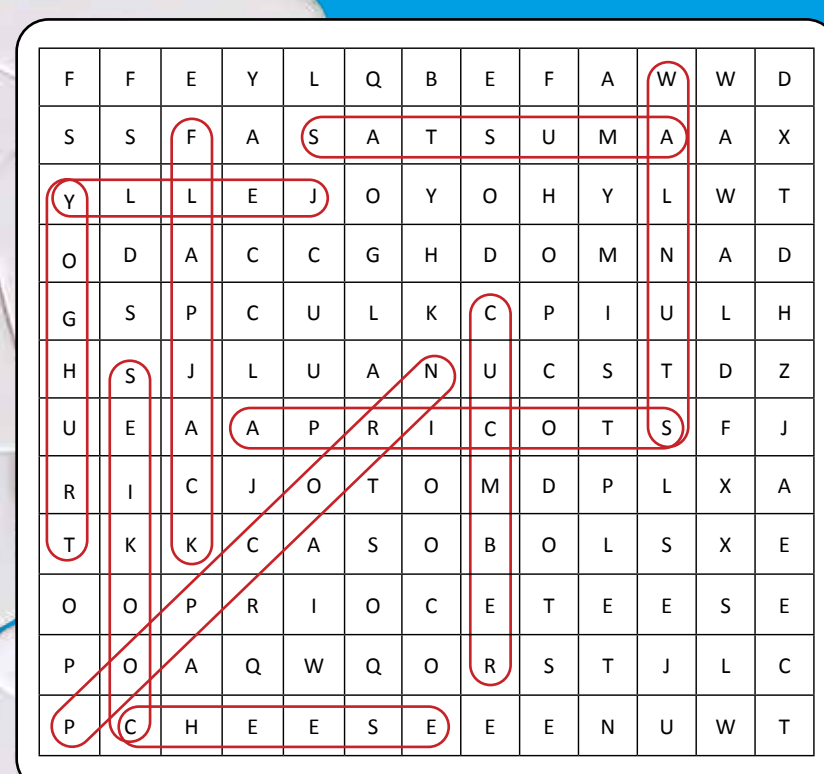 F F E Y L Q B E F A W W D
S S F A S A T S U M A A X
Y L L E J O Y O H Y L W T
O D A C C G H D O M N A D
G S P C U L K C P I U L H
H S J L U A N U C S T D Z
U E A A P R I C O T S F J
R I C J O T O M D P L X A
T K K C A S O B O L S X E
O O P R I O C E T E E S E
P O A Q W Q O R S T J L C
P C H E E S E E E N U W T